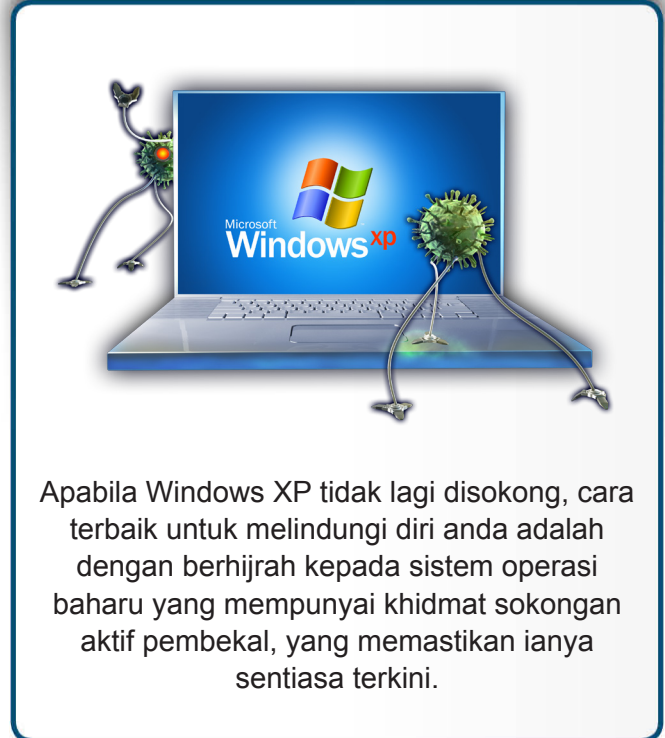 Microsoft
Windows xp
Apabila Windows XP tidak lagi disokong, cara
terbaik untuk melindungi diri anda adalah
dengan berhijrah kepada sistem operasi
baharu yang mempunyai khidmat sokongan
aktif pembekal, yang memastikan ianya
sentiasa terkini.